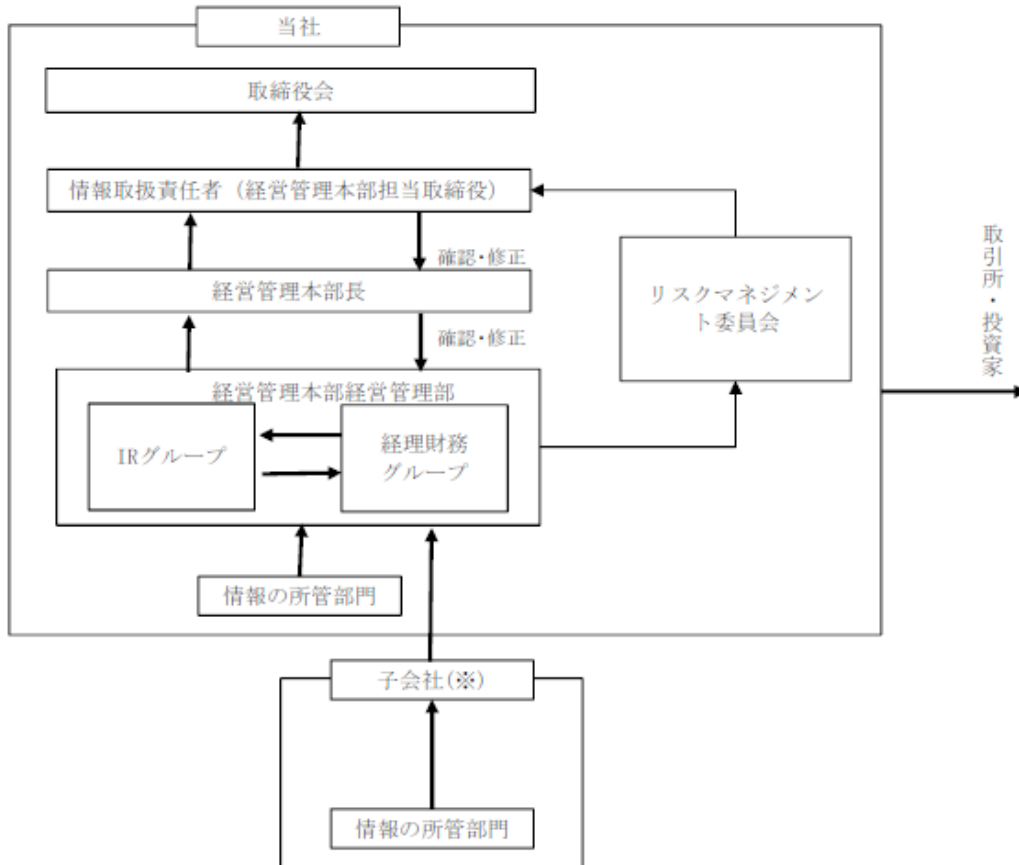 当社
取締役会
情報取扱責任者（経営管理本部担当取締役）
確認・修正
経営管理本部長
確認・修正
リスクマネジメン
ト委員会
取引所・投資家
経営管理本部経営管理部
IRグループ
経理財務
グループ
情報の所管部門
子会社(※)
情報の所管部門